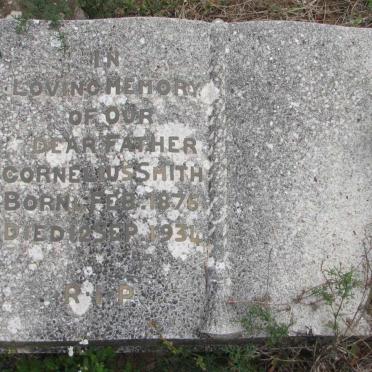 IN
LOVING MEMORY
OF OUR
DEAR FATHER
CORNELIUS SMITH
BORN FEB. 1876
DIED 12 SEP. 1934
R.I.P.